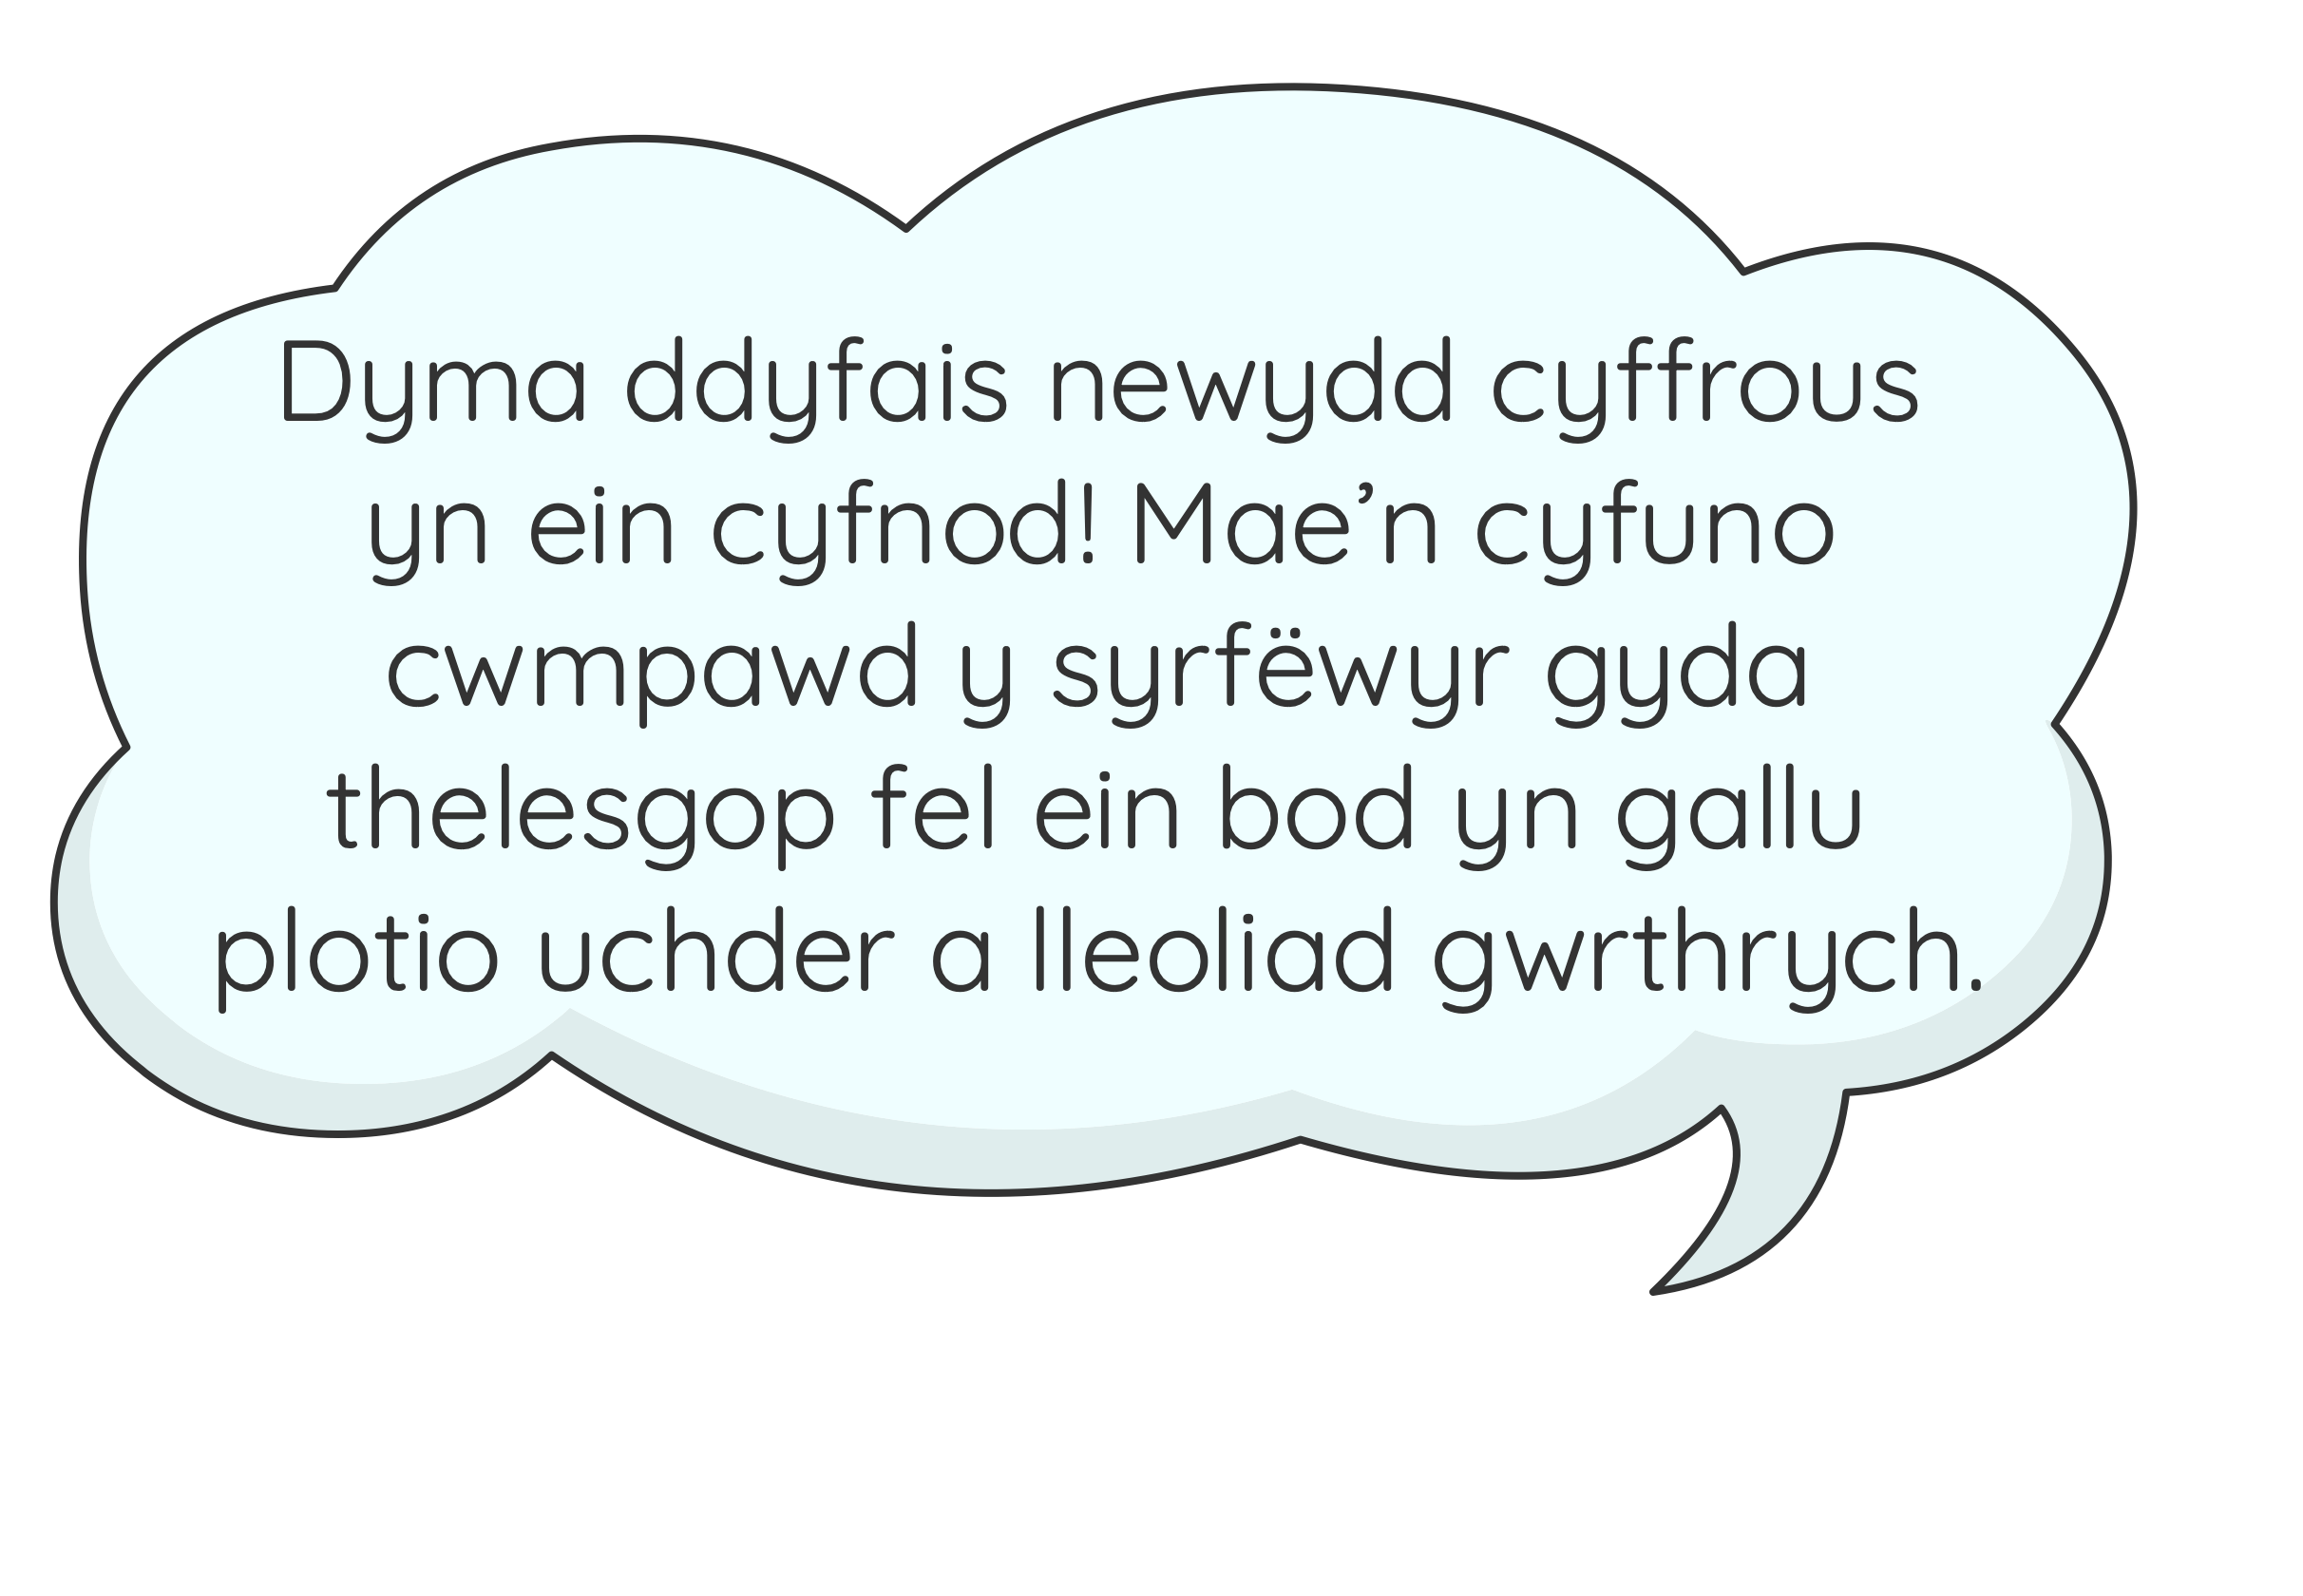 Dyma ddyfais newydd cyffrous
yn ein cyfnod! Mae’n cyfuno
cwmpawd y syrfëwyr gyda
thelesgop fel ein bod yn gallu
plotio uchder a lleoliad gwrthrych.